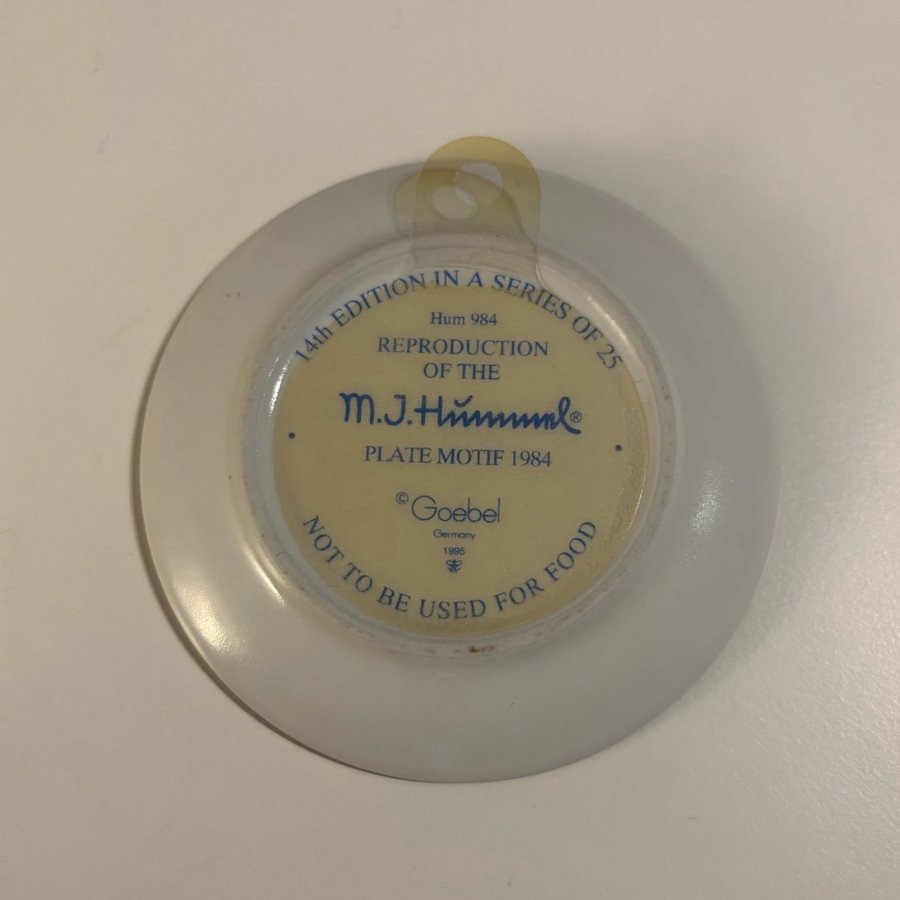 14th EDITION IN A SERIES OF 25
Hum 984
REPRODUCTION
OF THE
M.J.Hummel®
PLATE MOTIF 1984
© Goebel
Germany
1995
NOT TO BE USED FOR FOOD